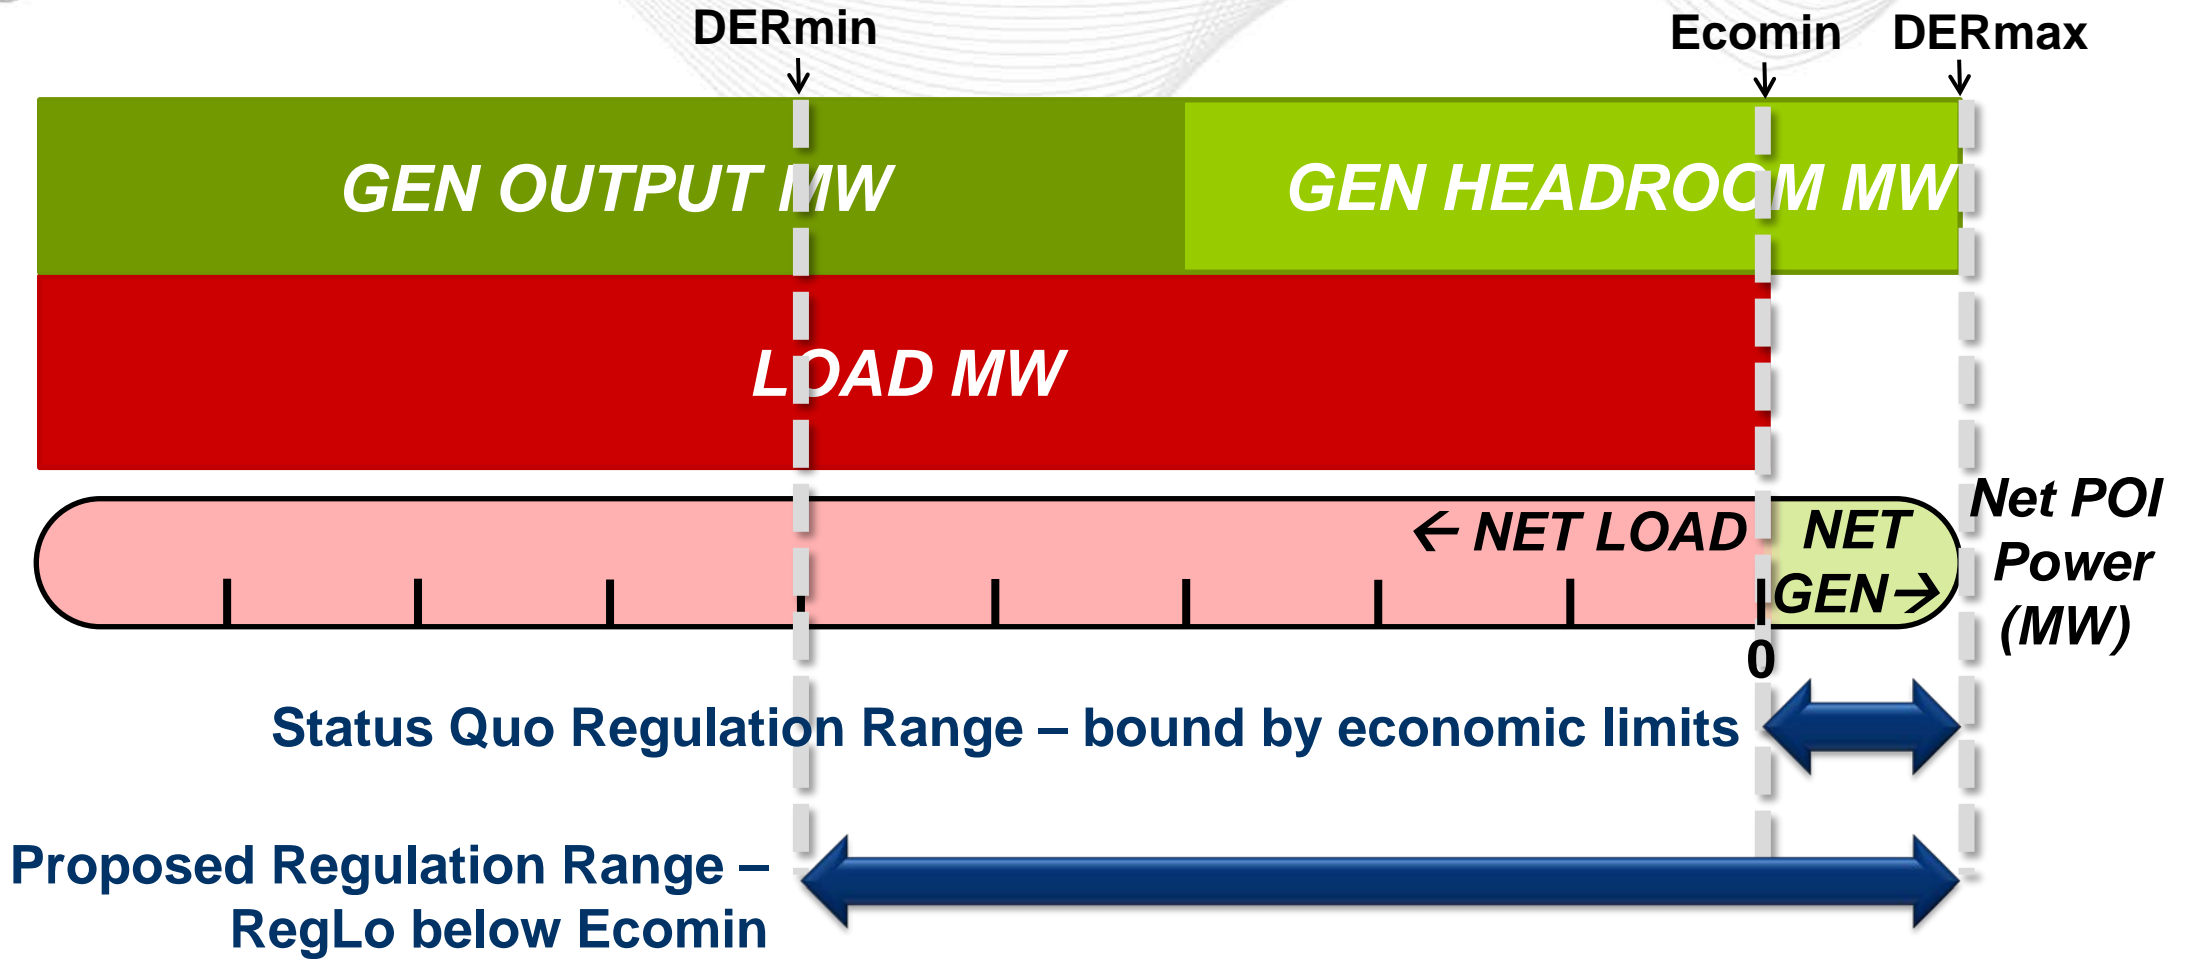 DERmin
Ecomin DERmax
GEN OUTPUT MW
GEN HEADROOM MW
LOAD MW
← NET LOAD
NET
GEN→
Net POI
Power
(MW)
0
Status Quo Regulation Range – bound by economic limits
Proposed Regulation Range –
RegLo below Ecomin